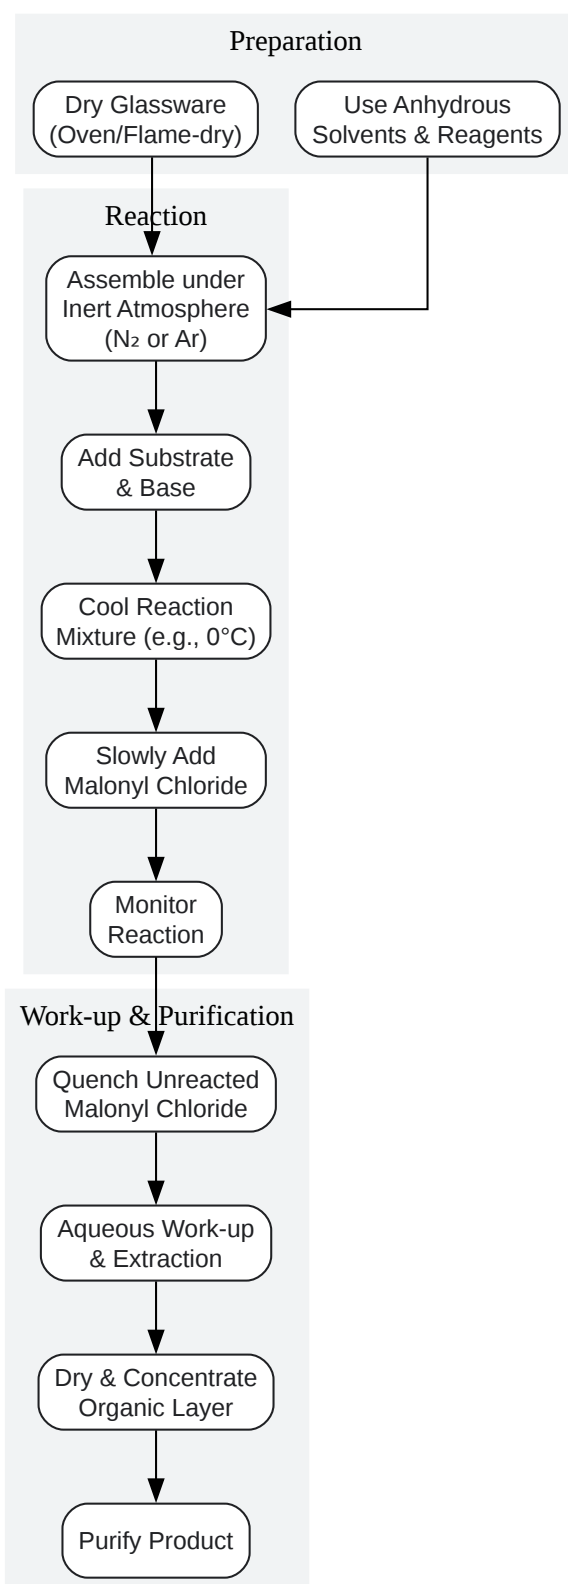 Preparation
Dry Glassware
(Oven/Flame-dry)
Use Anhydrous
Solvents & Reagents
Reaction
Assemble under
Inert Atmosphere
(N₂ or Ar)
Add Substrate
& Base
Cool Reaction
Mixture (e.g., 0°C)
Slowly Add
Malonyl Chloride
Monitor
Reaction
Work-up & Purification
Quench Unreacted
Malonyl Chloride
Aqueous Work-up
& Extraction
Dry & Concentrate
Organic Layer
Purify Product